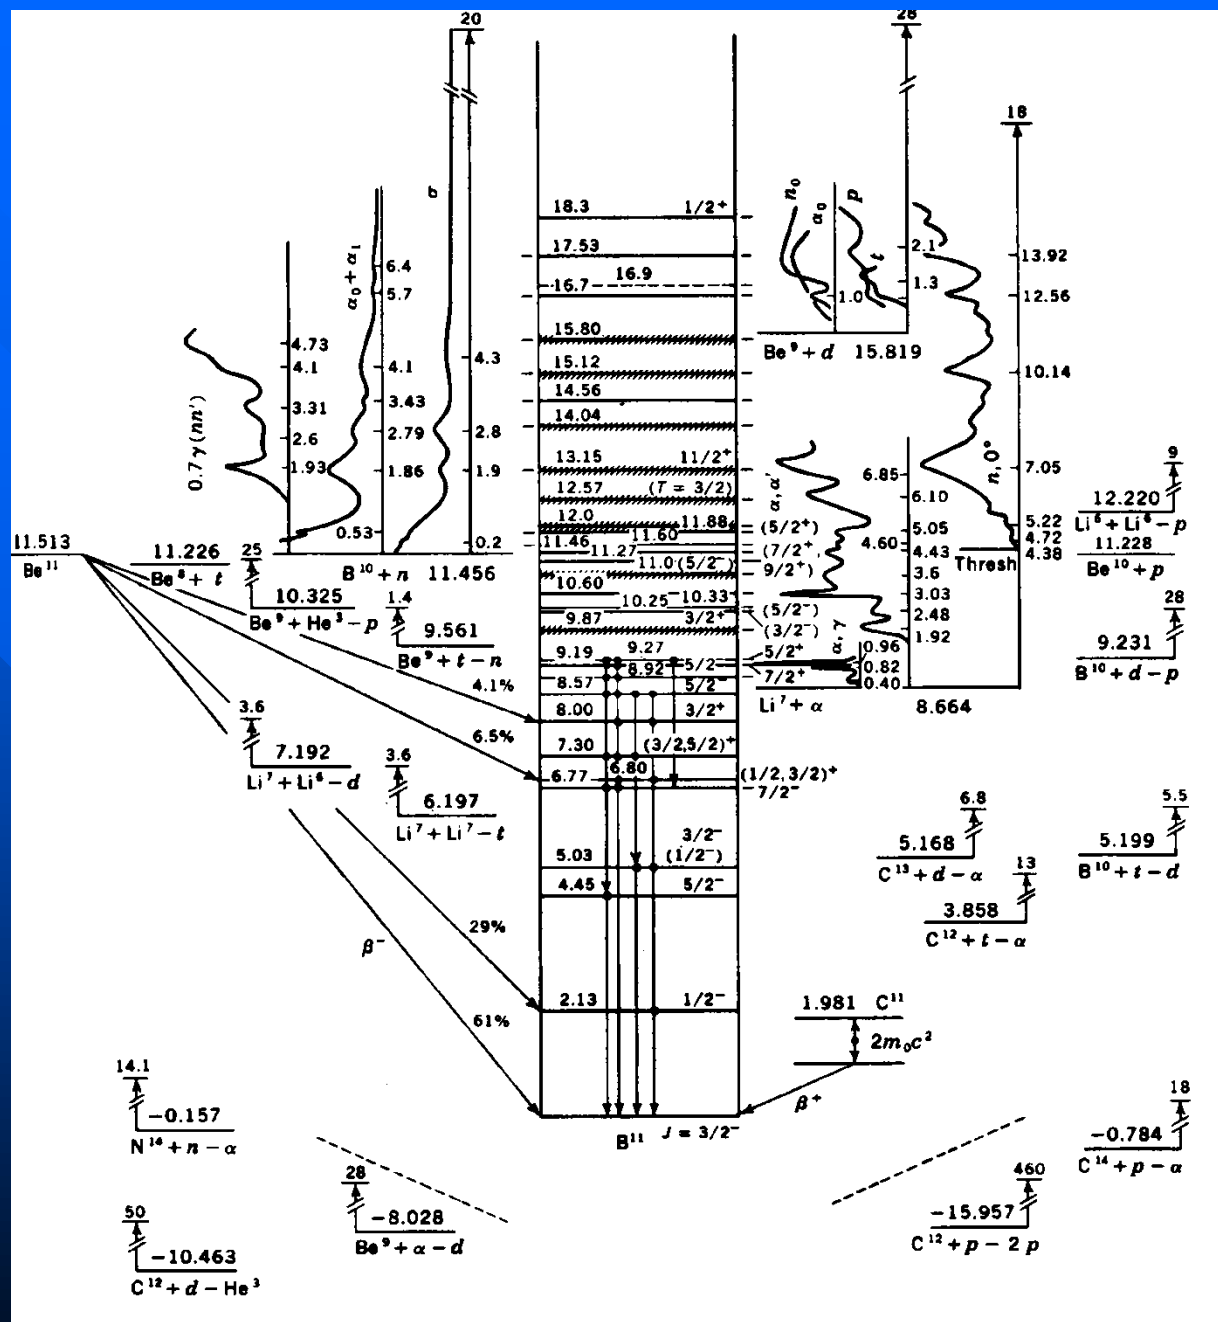 20
28
18
σ
α₀ + α₁
n₀
α₀
p
t
18.3 1/2⁺
17.53
16.9
16.7
2.1
1.3
1.0
13.92
12.56
6.4
5.7
15.80
Be⁹ + d 15.819
4.73
4.1
4.1
4.3
15.12
10.14
14.56
3.31
3.43
14.04
2.6
2.79
2.8
0.7 γ (nn')
1.93
1.86
1.9
13.15 11/2⁺
α, α'
6.85
n, 0°
7.05
9
12.57 (T = 3/2)
6.10
12.220
Li⁶ + Li⁶ − p
12.0 11.88 (5/2⁺)
0.53
0.2
11.46 11.60
5.05
4.60
4.43
5.22
4.72
4.38
Thresh
11.513
Be¹¹
11.226
Be⁸ + t
25
B¹⁰ + n 11.456
11.27 (7/2⁺,
11.0 (5/2⁻) 9/2⁺)
11.228
Be¹⁰ + p
10.60
3.6
10.325
Be⁹ + He³ − p
1.4
10.25 10.33
(5/2⁻)
3.03
2.48
28
9.561
Be⁹ + t − n
9.87 3/2⁺ (3/2⁻)
α, γ
1.92
9.231
B¹⁰ + d − p
9.19 9.27 5/2⁺
0.96
0.82
0.40
8.92 5/2⁻
7/2⁺
4.1%
8.57 5/2⁻
Li⁷ + α
8.664
8.00 3/2⁺
3.6
6.5%
7.192
Li⁷ + Li⁶ − d
3.6
7.30 (3/2,5/2)⁺
6.77 6.80 (1/2, 3/2)⁺
7/2⁻
6.197
Li⁷ + Li⁷ − t
6.8
5.5
5.168
C¹³ + d − α
5.199
B¹⁰ + t − d
3/2⁻
5.03 (1/2⁻)
4.45 5/2⁻
13
3.858
C¹² + t − α
β⁻
29%
2.13 1/2⁻
61%
1.981 C¹¹
2m₀c²
β⁺
B¹¹ J = 3/2⁻
14.1
−0.157
N¹⁴ + n − α
18
−0.784
C¹⁴ + p − α
28
−8.028
Be⁹ + α − d
460
−15.957
C¹² + p − 2p
50
−10.463
C¹² + d − He³